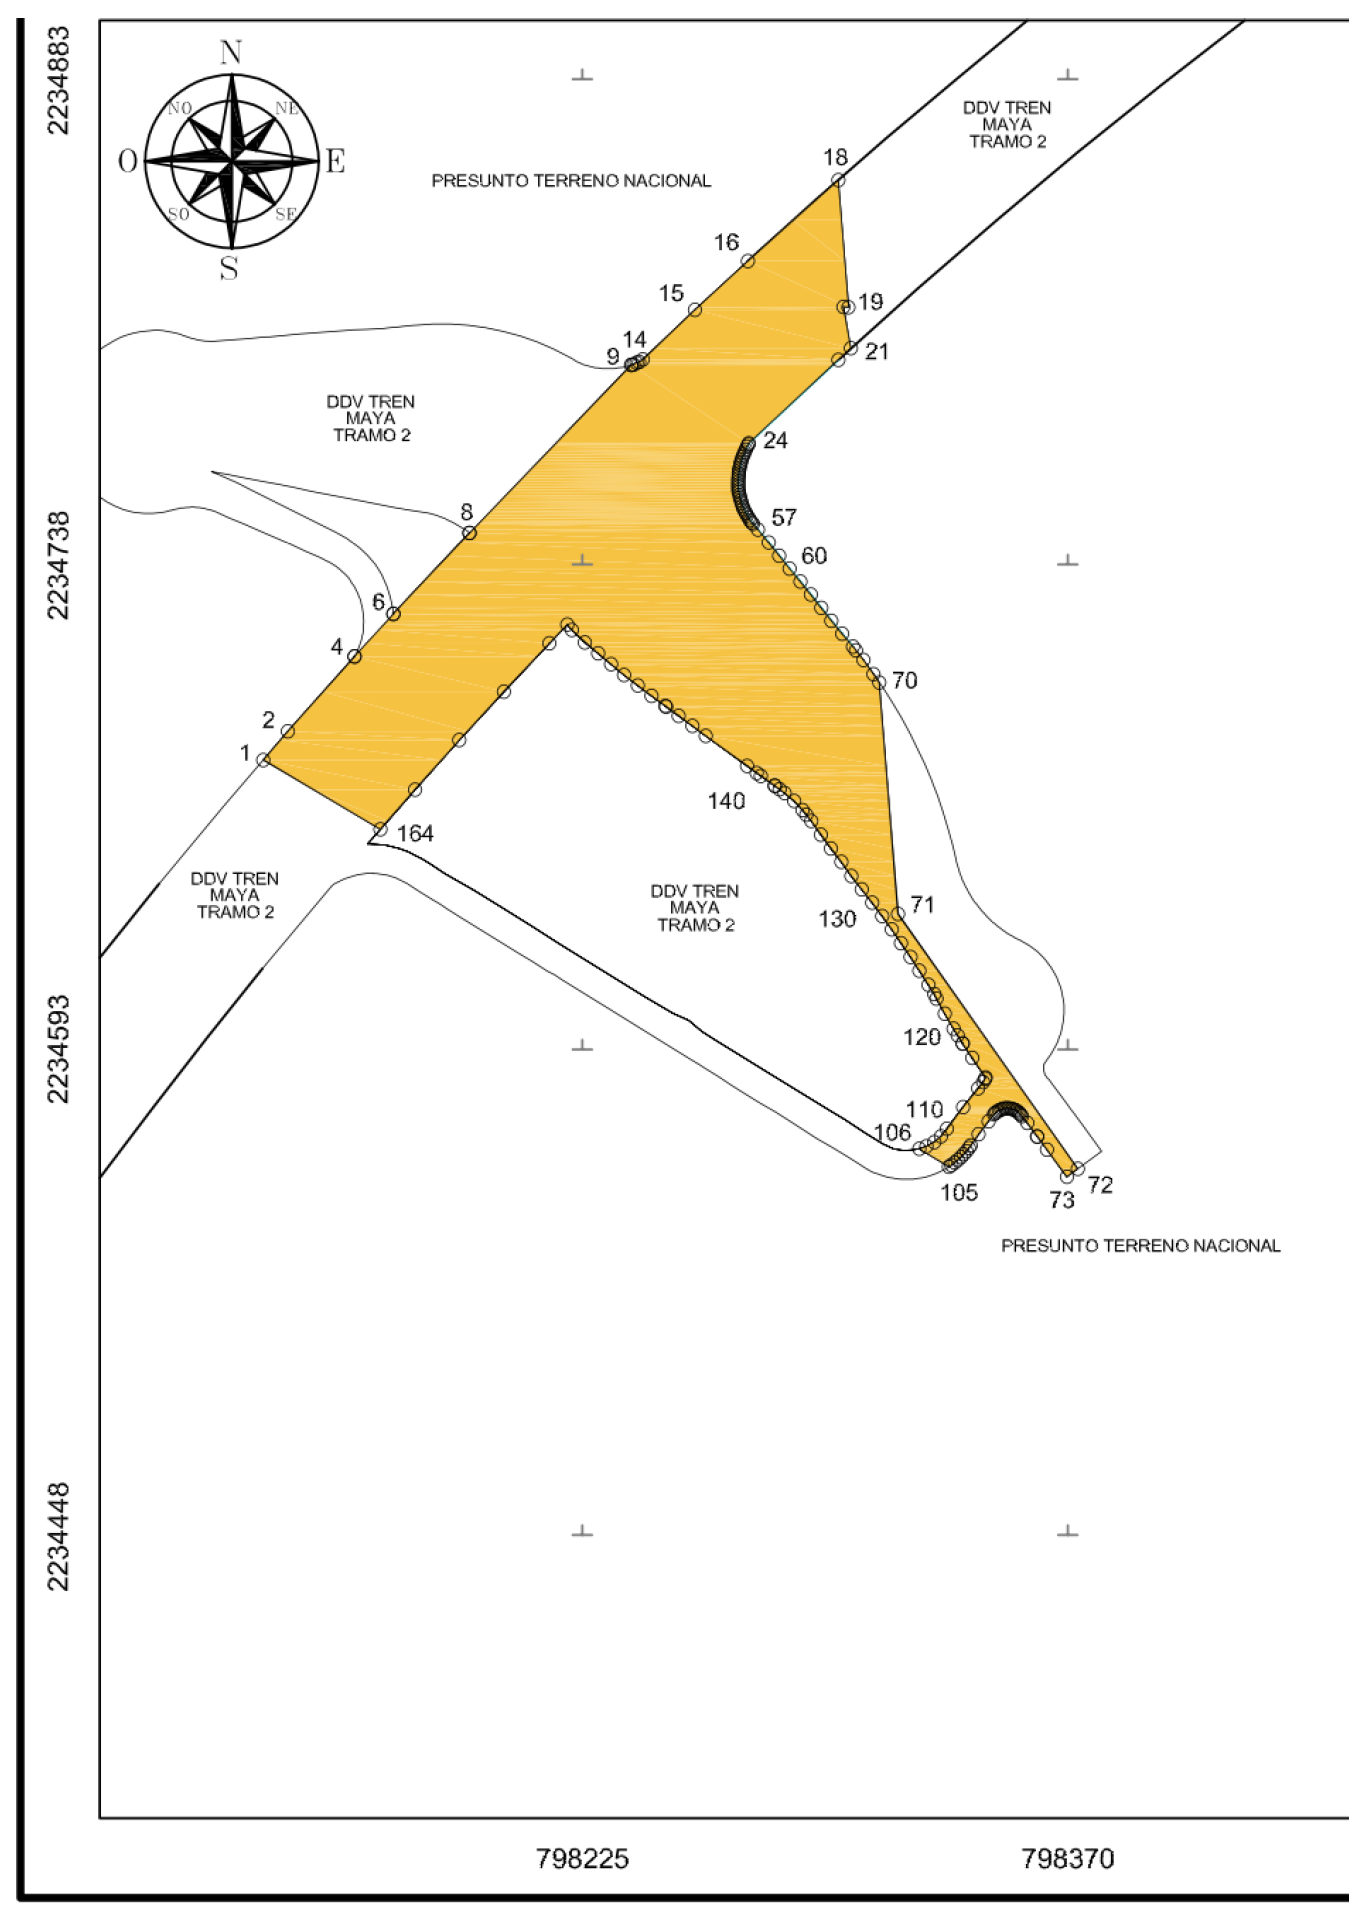 2234883
N
NO
NE
O
E
SO
SE
S
DDV TREN
MAYA
TRAMO 2
PRESUNTO TERRENO NACIONAL
18
16
15
19
14
9
21
DDV TREN
MAYA
TRAMO 2
24
8
57
2234738
60
6
4
70
2
1
140
164
DDV TREN
MAYA
TRAMO 2
DDV TREN
MAYA
TRAMO 2
71
130
2234593
120
110
106
105
72
73
PRESUNTO TERRENO NACIONAL
2234448
798225
798370